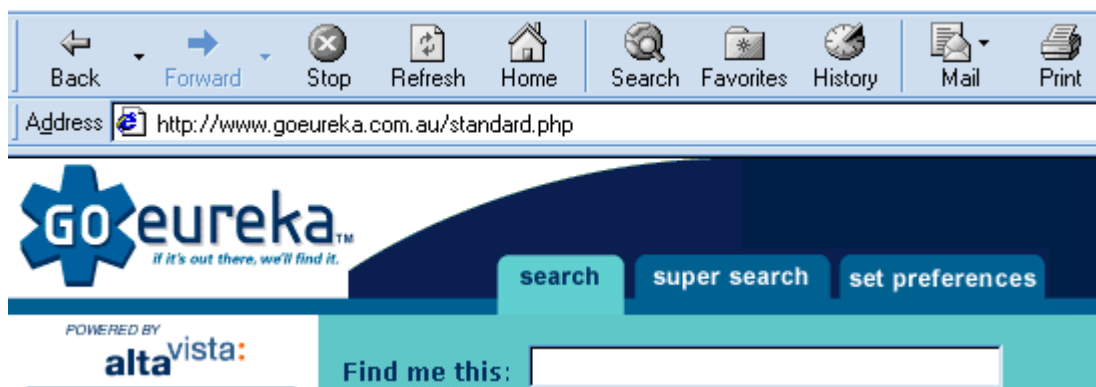 Back Forward Stop Refresh Home Search Favorites History Mail Print
Address http://www.goeureka.com.au/standard.php
GO eureka™
if it's out there, we'll find it.
search super search set preferences
POWERED BY
altavista:
Find me this: